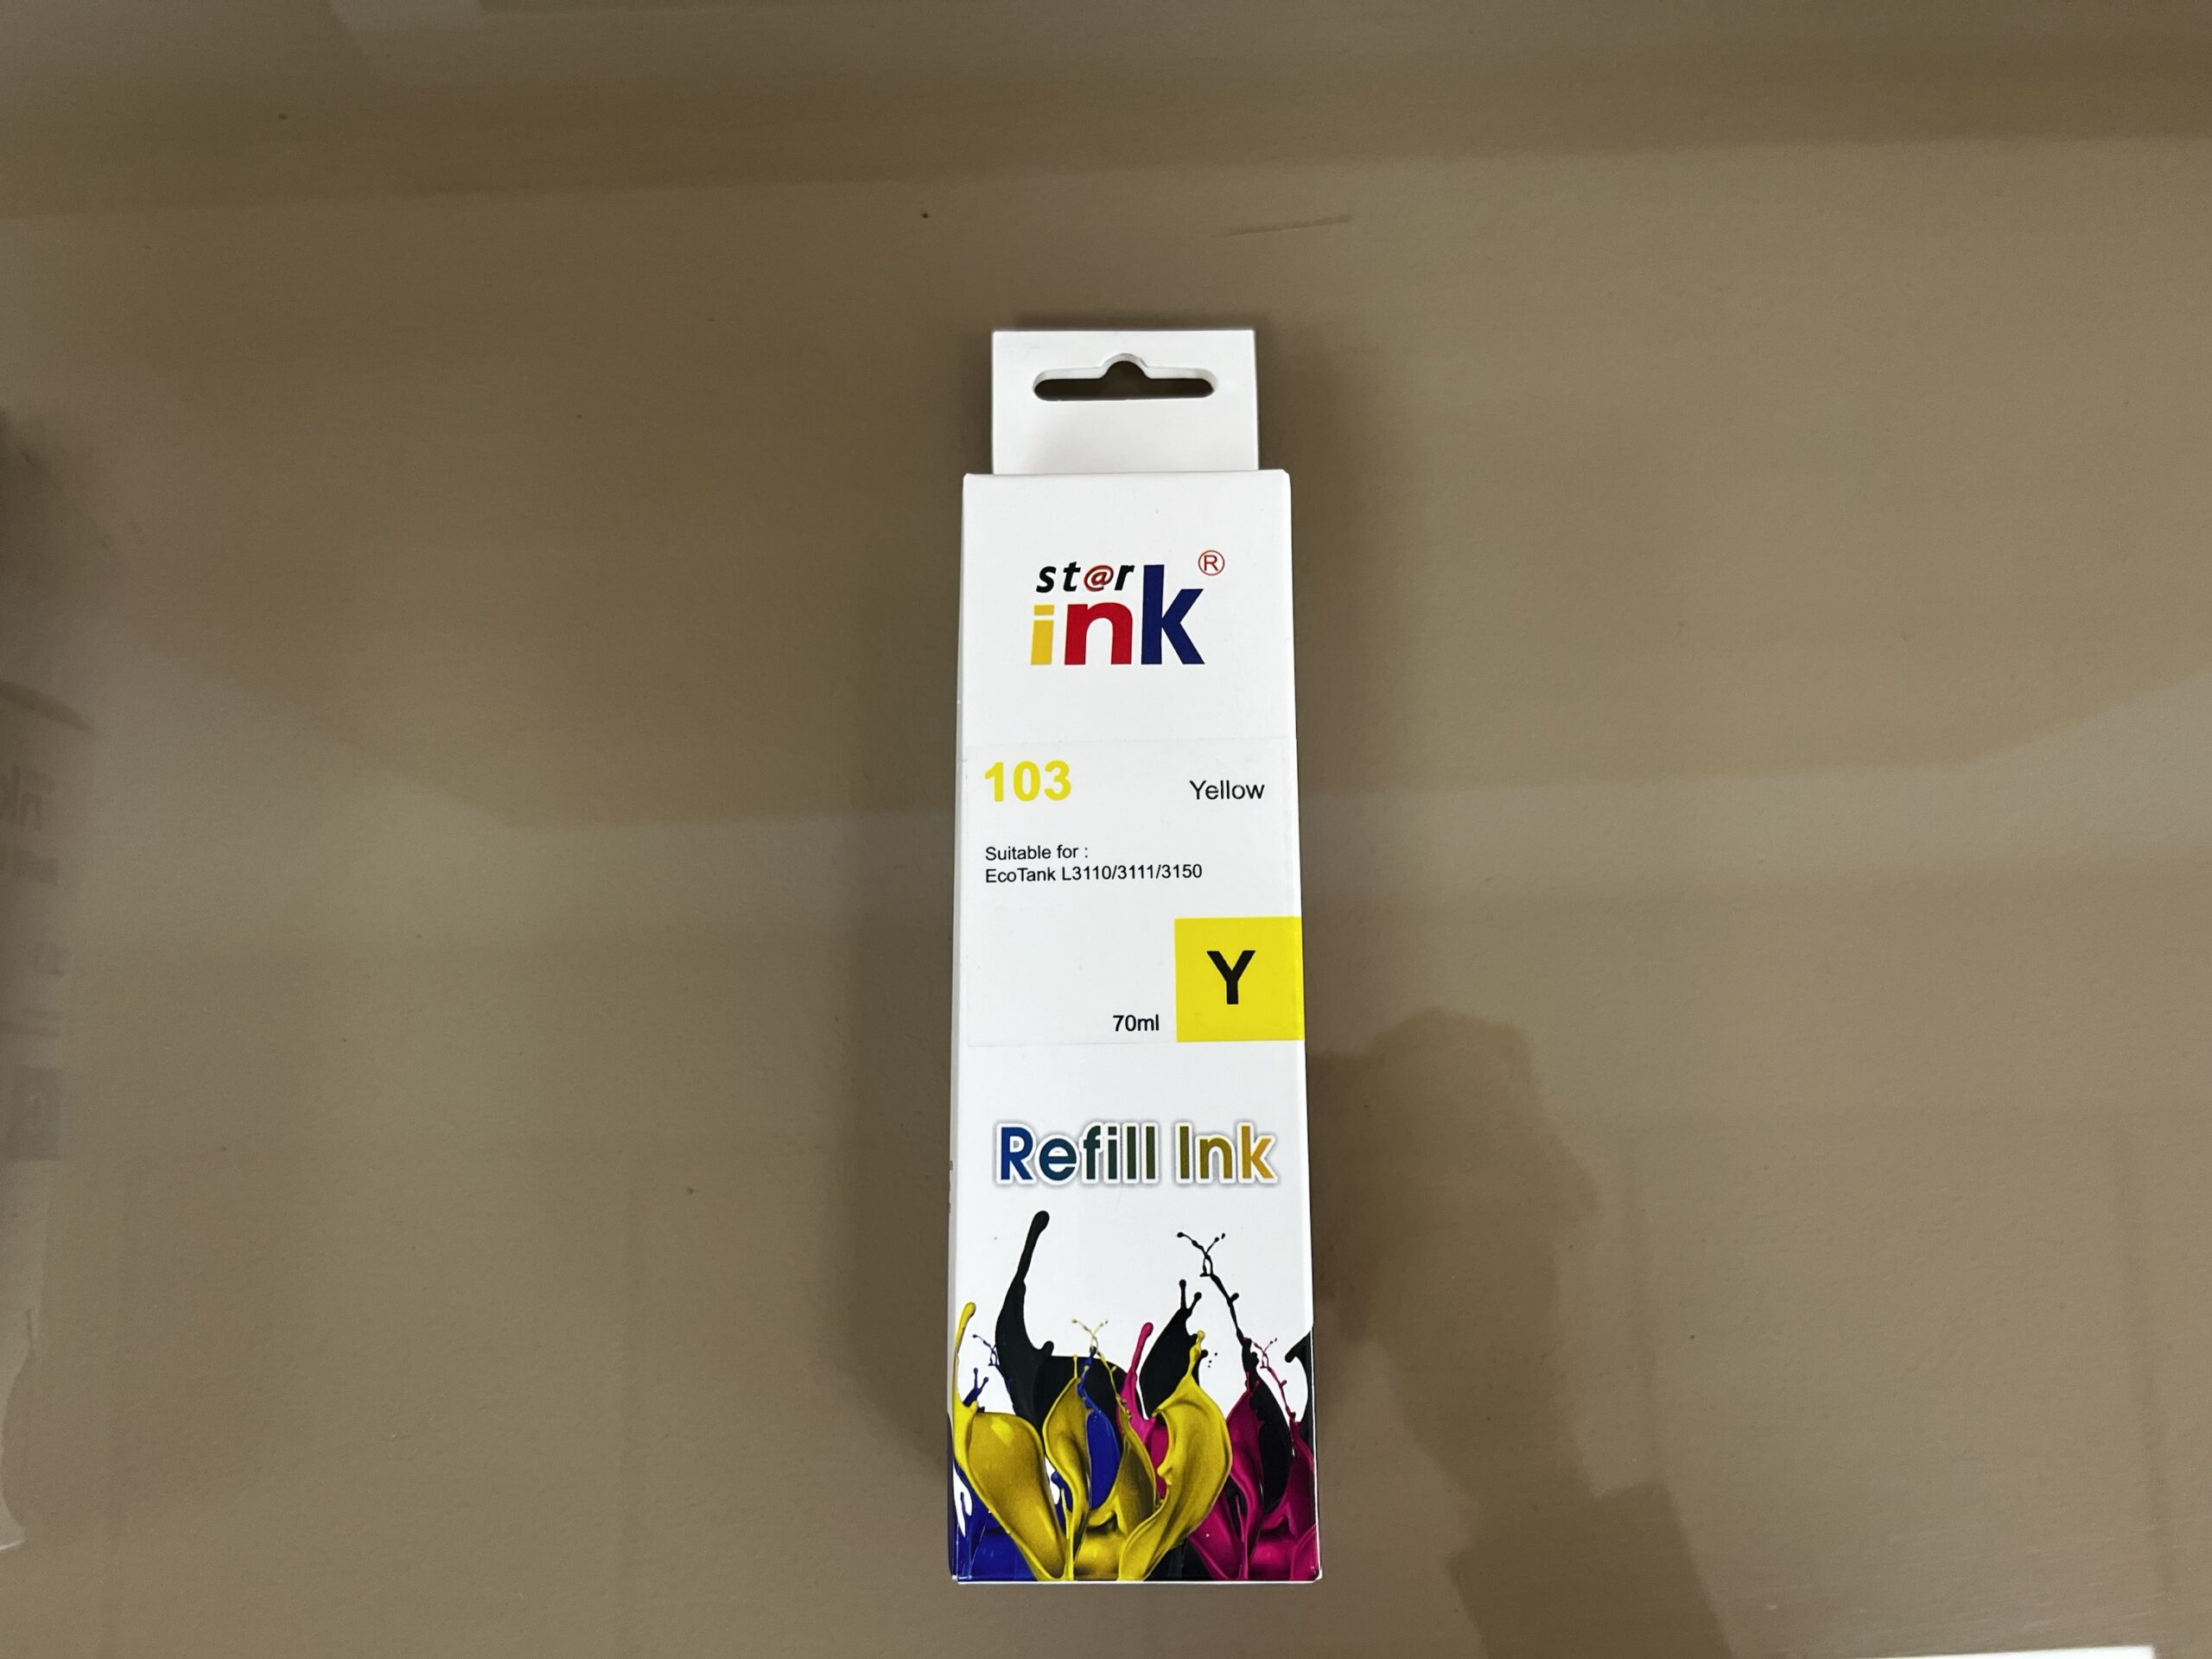 st@r
ink®
103 Yellow
Suitable for :
EcoTank L3110/3111/3150
Y
70ml
Refill Ink